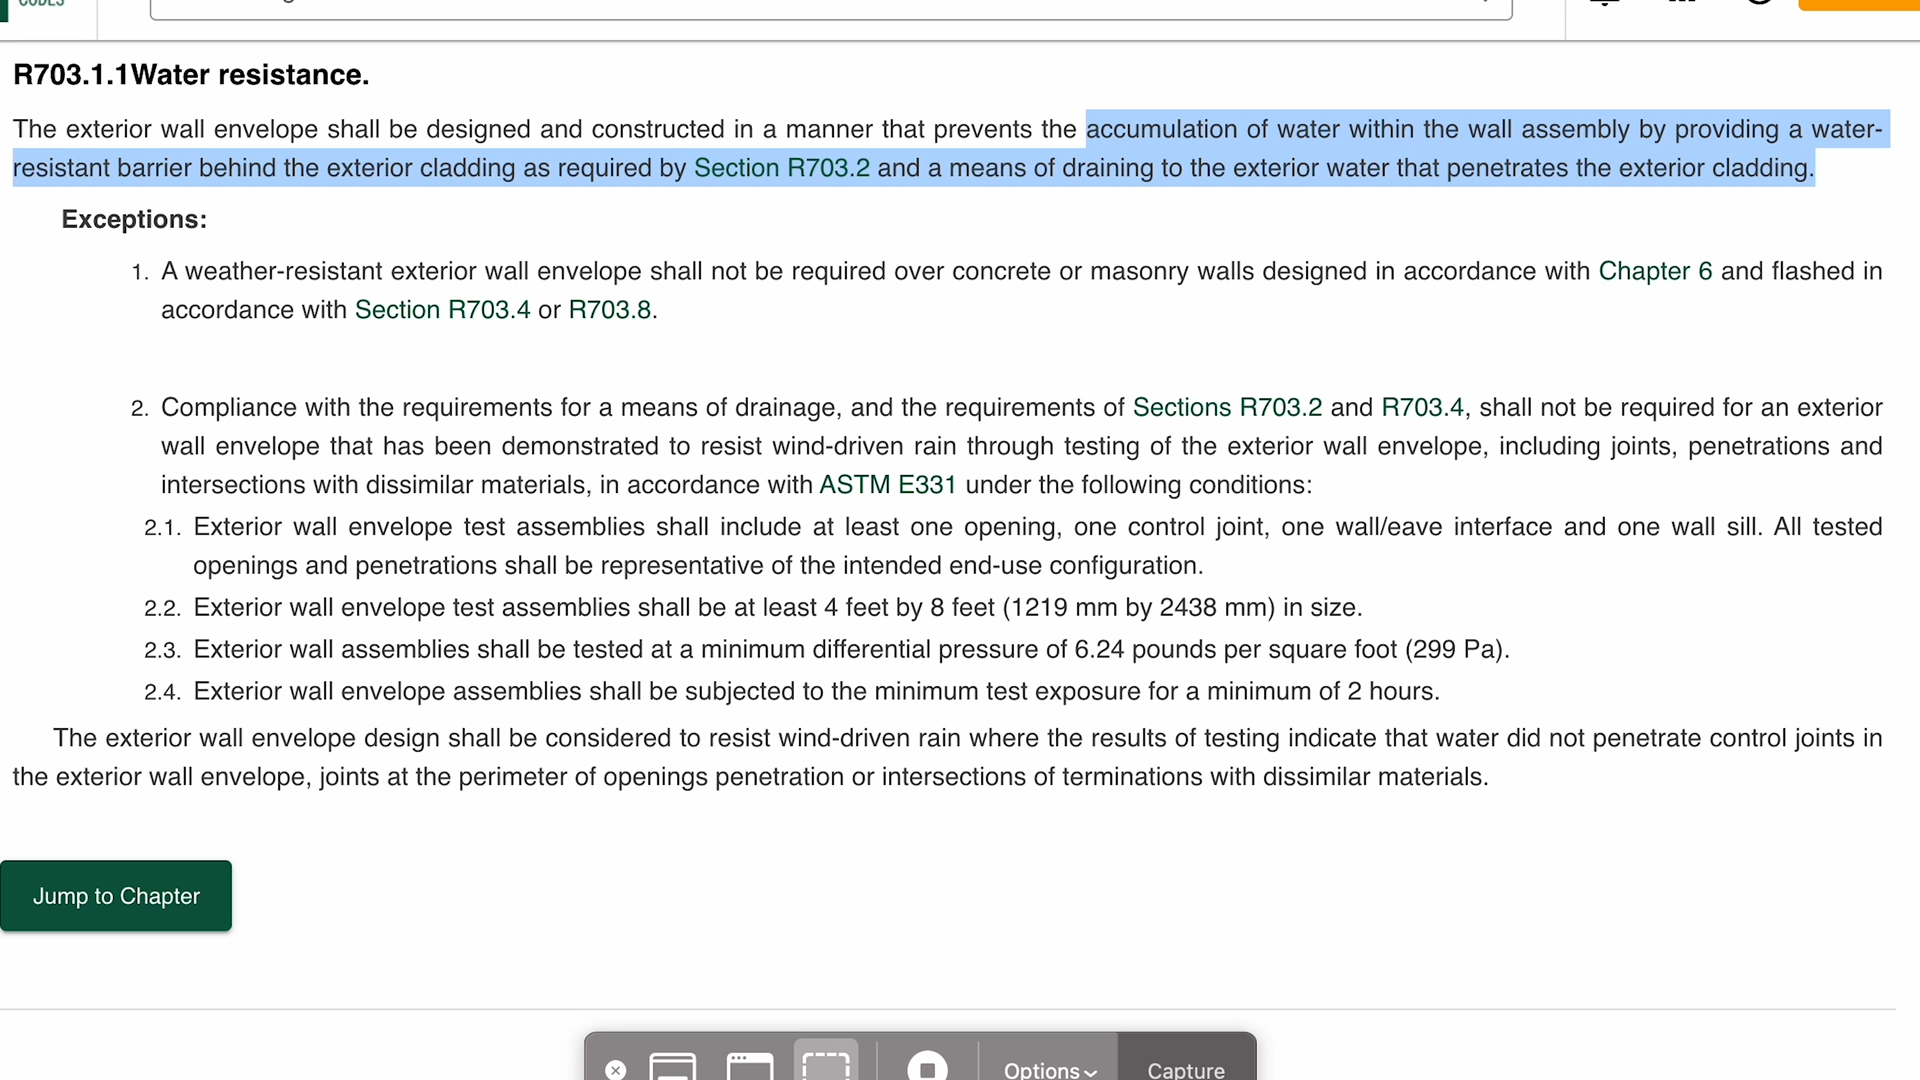 CODES
R703.1.1Water resistance.
The exterior wall envelope shall be designed and constructed in a manner that prevents the accumulation of water within the wall assembly by providing a water-
resistant barrier behind the exterior cladding as required by Section R703.2 and a means of draining to the exterior water that penetrates the exterior cladding.
Exceptions:
1. A weather-resistant exterior wall envelope shall not be required over concrete or masonry walls designed in accordance with Chapter 6 and flashed in
accordance with Section R703.4 or R703.8.
2. Compliance with the requirements for a means of drainage, and the requirements of Sections R703.2 and R703.4, shall not be required for an exterior
wall envelope that has been demonstrated to resist wind-driven rain through testing of the exterior wall envelope, including joints, penetrations and
intersections with dissimilar materials, in accordance with ASTM E331 under the following conditions:
2.1. Exterior wall envelope test assemblies shall include at least one opening, one control joint, one wall/eave interface and one wall sill. All tested
openings and penetrations shall be representative of the intended end-use configuration.
2.2. Exterior wall envelope test assemblies shall be at least 4 feet by 8 feet (1219 mm by 2438 mm) in size.
2.3. Exterior wall assemblies shall be tested at a minimum differential pressure of 6.24 pounds per square foot (299 Pa).
2.4. Exterior wall envelope assemblies shall be subjected to the minimum test exposure for a minimum of 2 hours.
The exterior wall envelope design shall be considered to resist wind-driven rain where the results of testing indicate that water did not penetrate control joints in
the exterior wall envelope, joints at the perimeter of openings penetration or intersections of terminations with dissimilar materials.
Jump to Chapter
Options
Capture